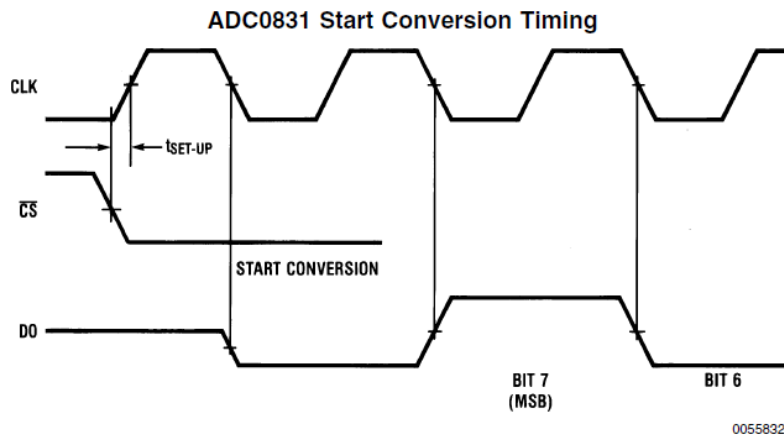 ADC0831 Start Conversion Timing
CLK
tSET-UP
CS
START CONVERSION
DO
BIT 7
(MSB)
BIT 6
0055832